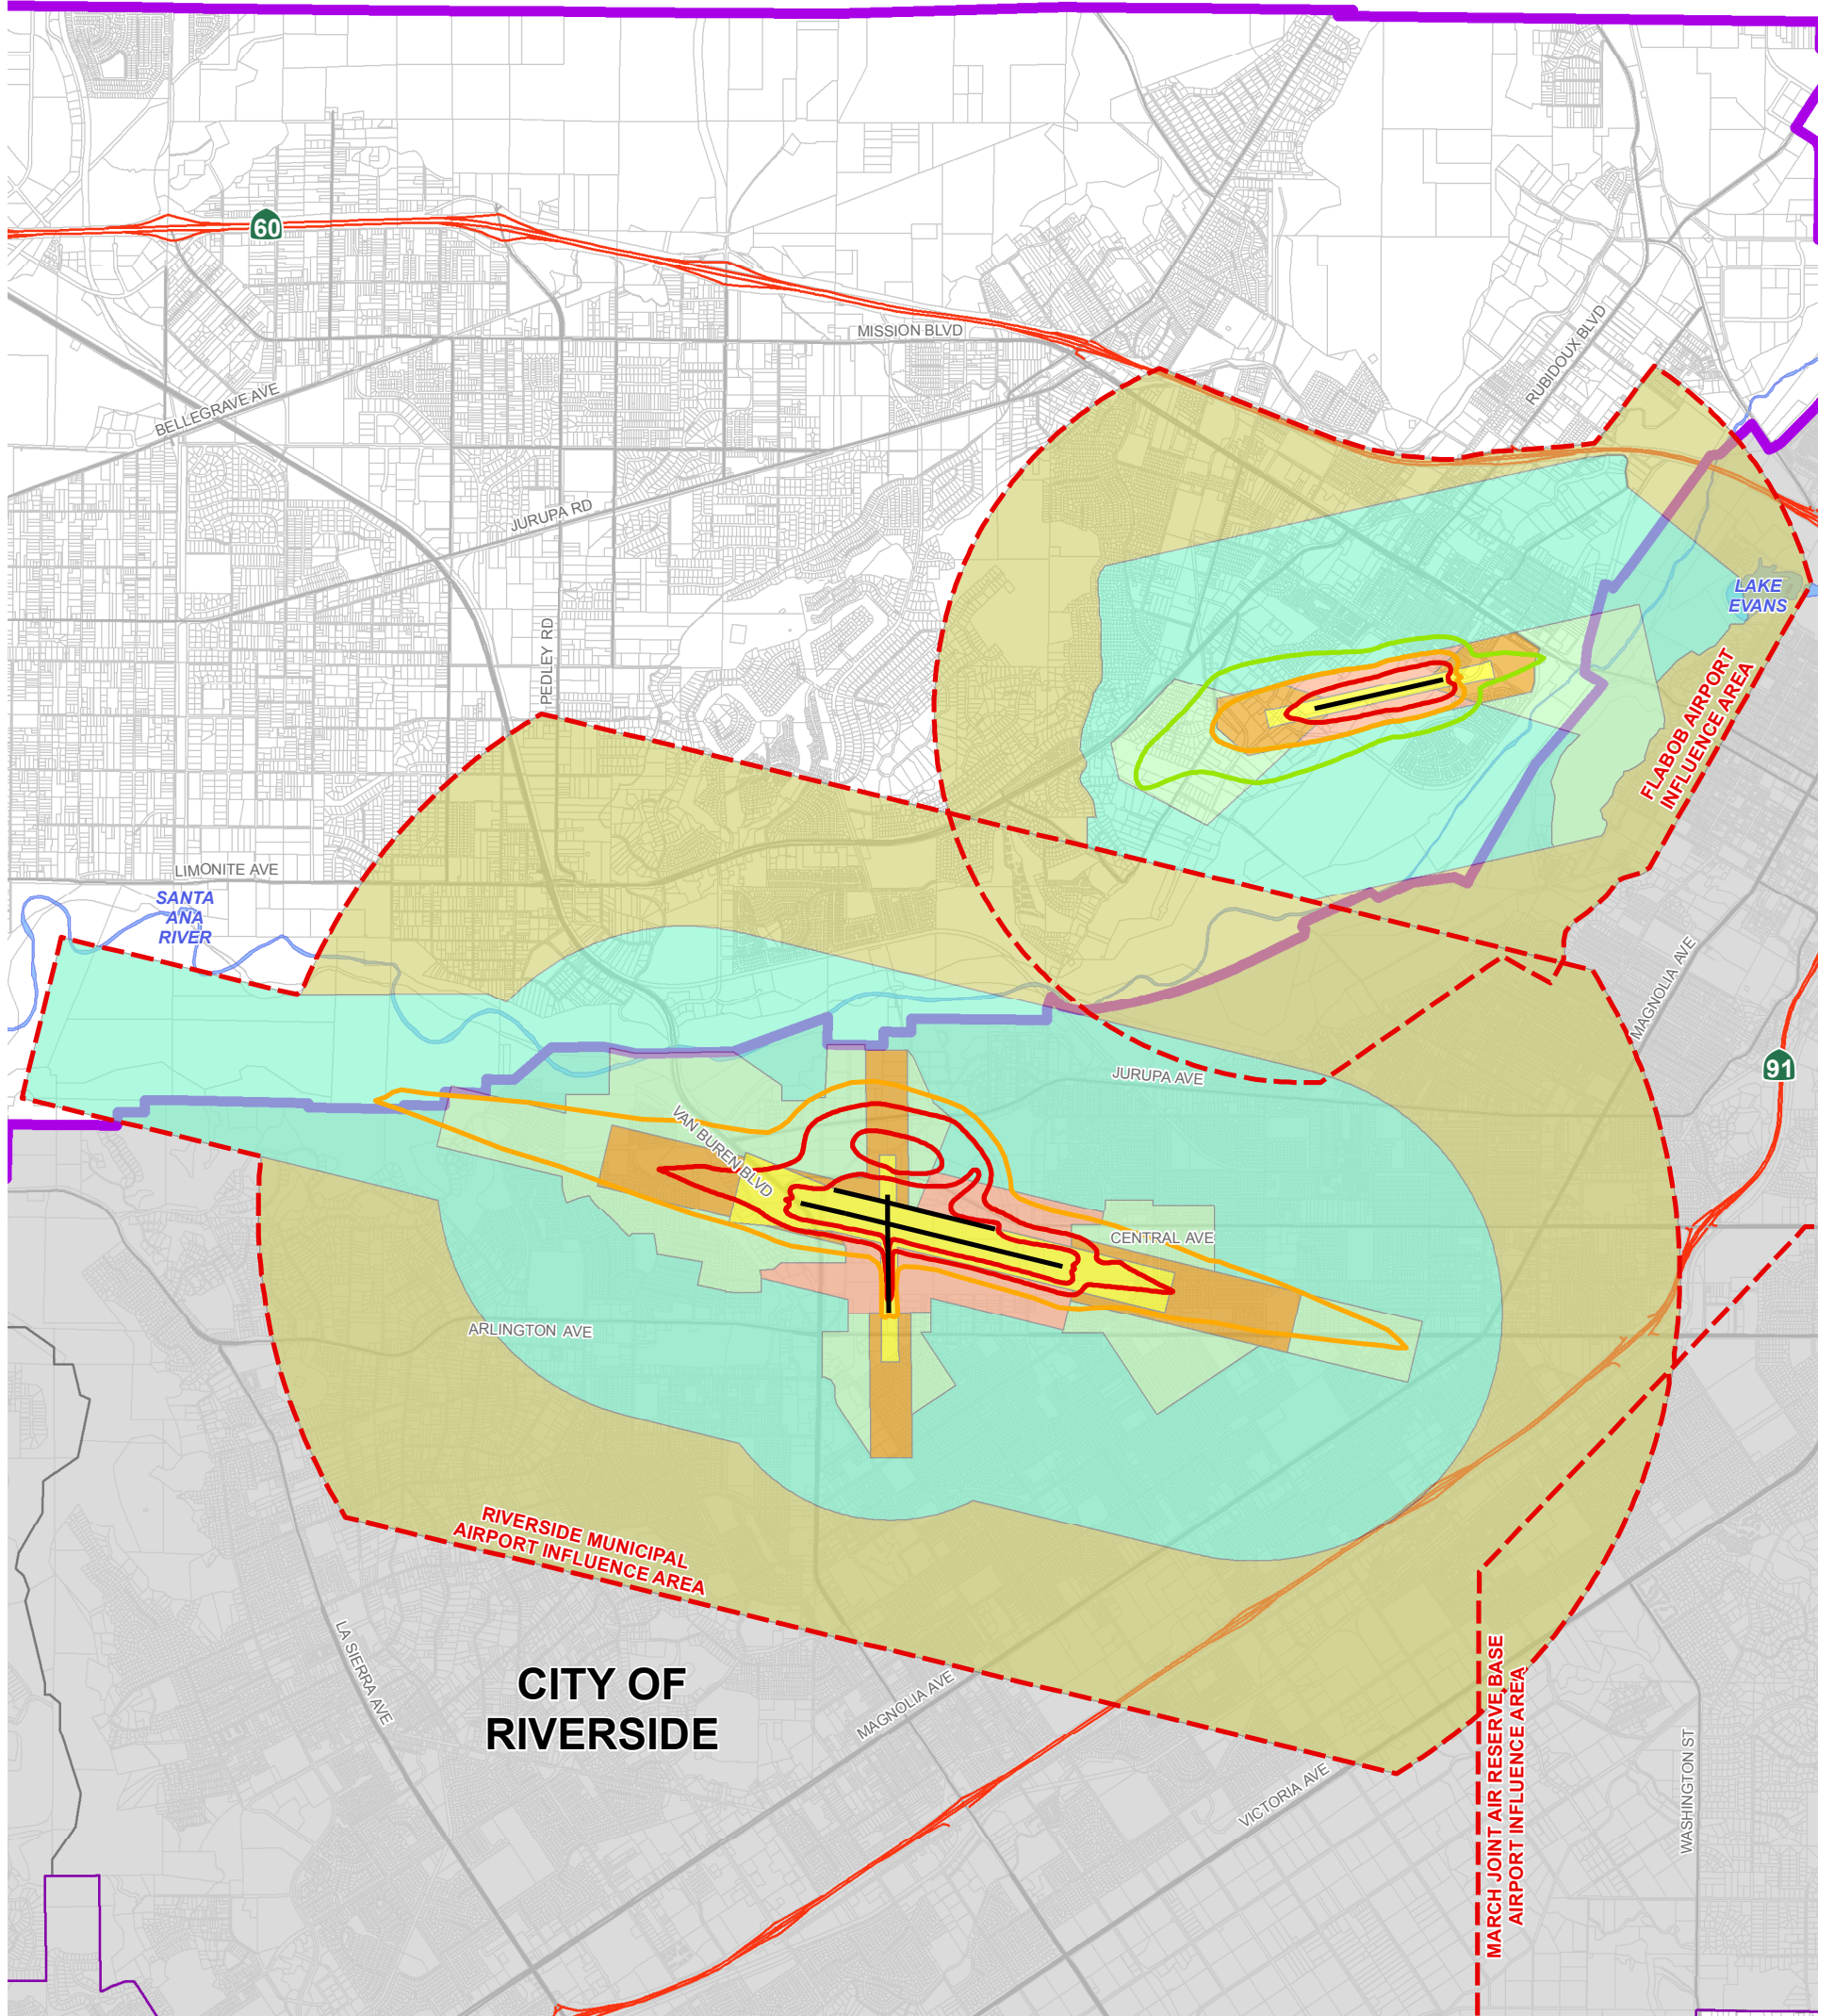 60
MISSION BLVD
RUBIDOUX BLVD
BELLEGRAVE AVE
JURUPA RD
LAKE
EVANS
PEDLEY RD
FLABOB AIRPORT
INFLUENCE AREA
LIMONITE AVE
SANTA
ANA
RIVER
MAGNOLIA AVE
91
JURUPA AVE
VAN BUREN BLVD
CENTRAL AVE
ARLINGTON AVE
RIVERSIDE MUNICIPAL
AIRPORT INFLUENCE AREA
LA SIERRA AVE
CITY OF
RIVERSIDE
MAGNOLIA AVE
VICTORIA AVE
MARCH JOINT AIR RESERVE BASE
AIRPORT INFLUENCE AREA
WASHINGTON ST